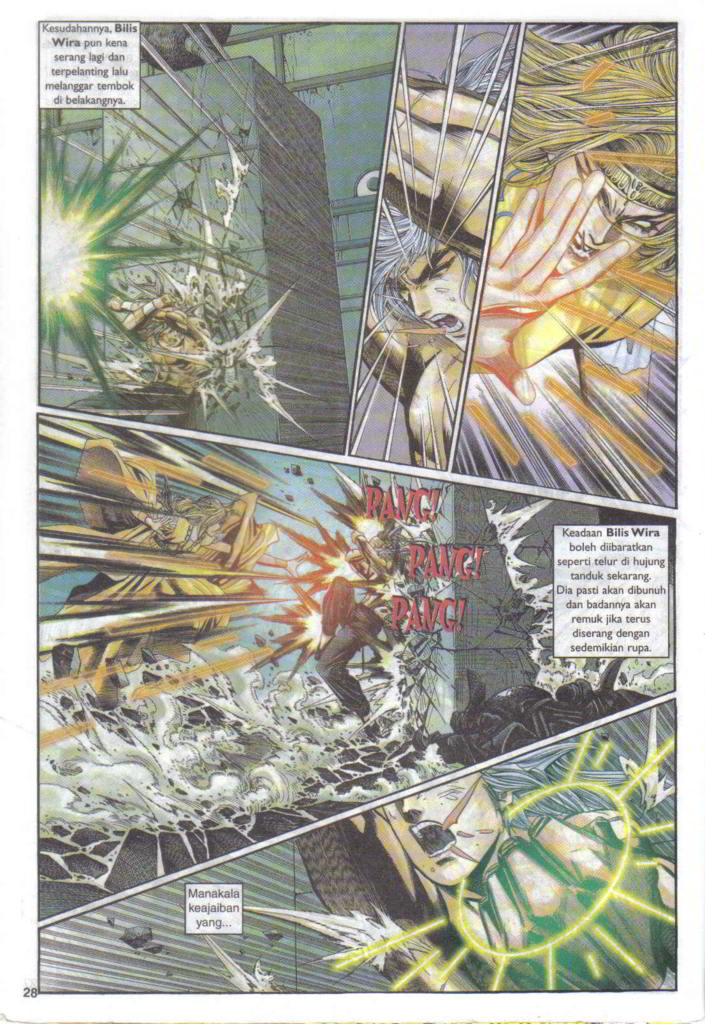 Kesudahannya, Bilis
Wira pun kena
serang lagi dan
terpelanting lalu
melanggar tembok
di belakangnya.
PANG!
PANG!
PANG!
Keadaan Bilis Wira
boleh diibaratkan
seperti telur di hujung
tanduk sekarang.
Dia pasti akan dibunuh
dan badannya akan
remuk jika terus
diserang dengan
sedemikian rupa.
Manakala
keajaiban
yang...
28